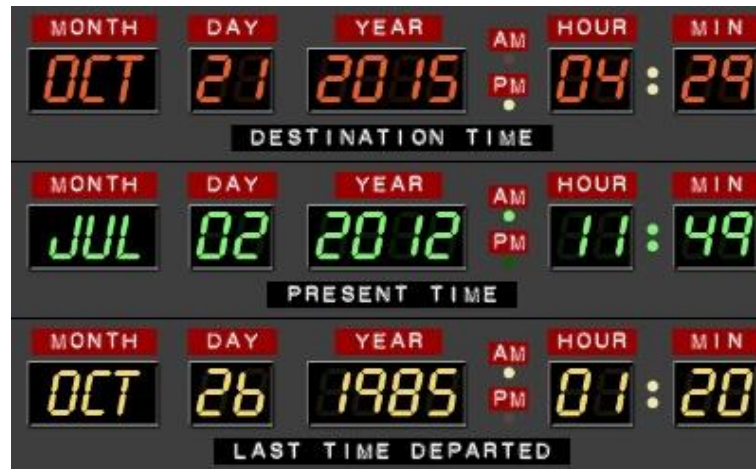 MONTH DAY YEAR AM HOUR MIN
OCT 21 2015 PM 04:29
DESTINATION TIME
MONTH DAY YEAR AM HOUR MIN
JUL 02 2012 PM 11:49
PRESENT TIME
MONTH DAY YEAR AM HOUR MIN
OCT 26 1985 PM 01:20
LAST TIME DEPARTED